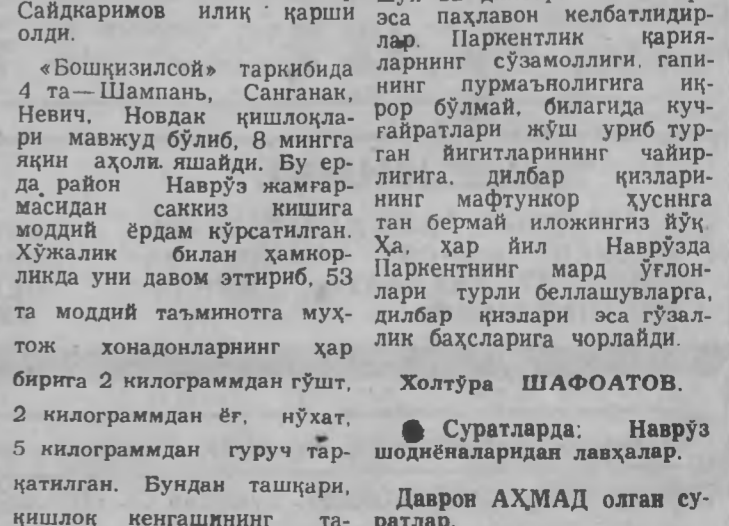 Сайдкаримов илиқ қарши
олди.
«Бошқизилсой» таркибида
4 та—Шампань, Санганак,
Невич, Новдак қишлоқла-
ри мавжуд бўлиб, 8 мингга
яқин аҳоли яшайди. Бу ер-
да район Наврўз жамғар-
масидан саккиз кишига
моддий ёрдам кўрсатилган.
Хўжалик билан ҳамкор-
ликда уни давом эттириб, 53
та моддий таъминотга муҳ-
тож хонадонларнинг ҳар
бирига 2 килограммдан гўшт,
2 килограммдан ёғ, нўхат,
5 килограммдан гуруч тар-
қатилган. Бундан ташқари,
қишлоқ кенгашининг та-
эса паҳлавон келбатлидир-
лар. Паркентлик қария-
ларнинг сўзамоллиги, гапи-
нинг пурмаънолигига иқ-
рор бўлмай, билагида куч-
ғайратлари жўш уриб тур-
ган йигитларининг чайир-
лигига, дилбар қизлари-
нинг мафтункор ҳуснига
тан бермай иложингиз йўқ.
Ҳа, ҳар йил Наврўзда
Паркентнинг мард ўғлон-
лари турли беллашувларга,
дилбар қизлари эса гўзал-
лик баҳсларига чорлайди.
Холтўра ШАФОАТОВ.
● Суратларда: Наврўз
шодиёналаридан лавҳалар.
Даврон АҲМАД олган су-
ратлар.